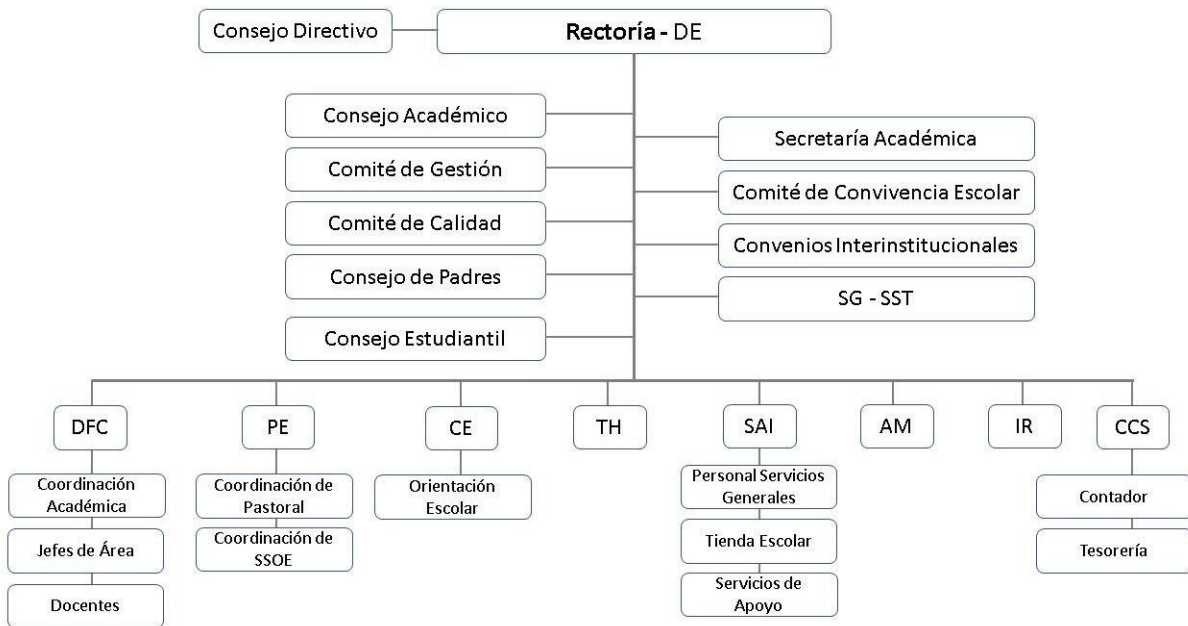 Consejo Directivo
Rectoría - DE
Consejo Académico
Secretaría Académica
Comité de Gestión
Comité de Convivencia Escolar
Comité de Calidad
Convenios Interinstitucionales
Consejo de Padres
SG - SST
Consejo Estudiantil
DFC
PE
CE
TH
SAI
AM
IR
CCS
Coordinación
Académica
Jefes de Área
Docentes
Coordinación de
Pastoral
Coordinación de
SSOE
Orientación
Escolar
Personal Servicios
Generales
Tienda Escolar
Servicios de
Apoyo
Contador
Tesorería